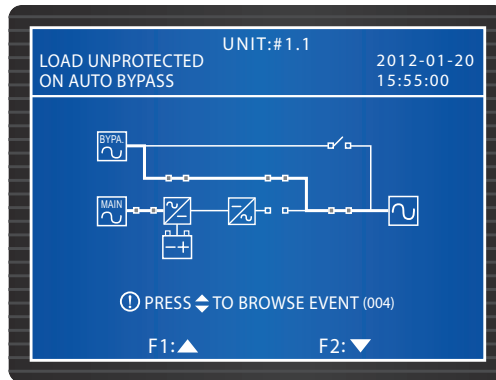 UNIT:#1.1
LOAD UNPROTECTED
ON AUTO BYPASS
2012-01-20
15:55:00
BYPA.
MAIN
PRESS TO BROWSE EVENT (004)
F1:
F2: